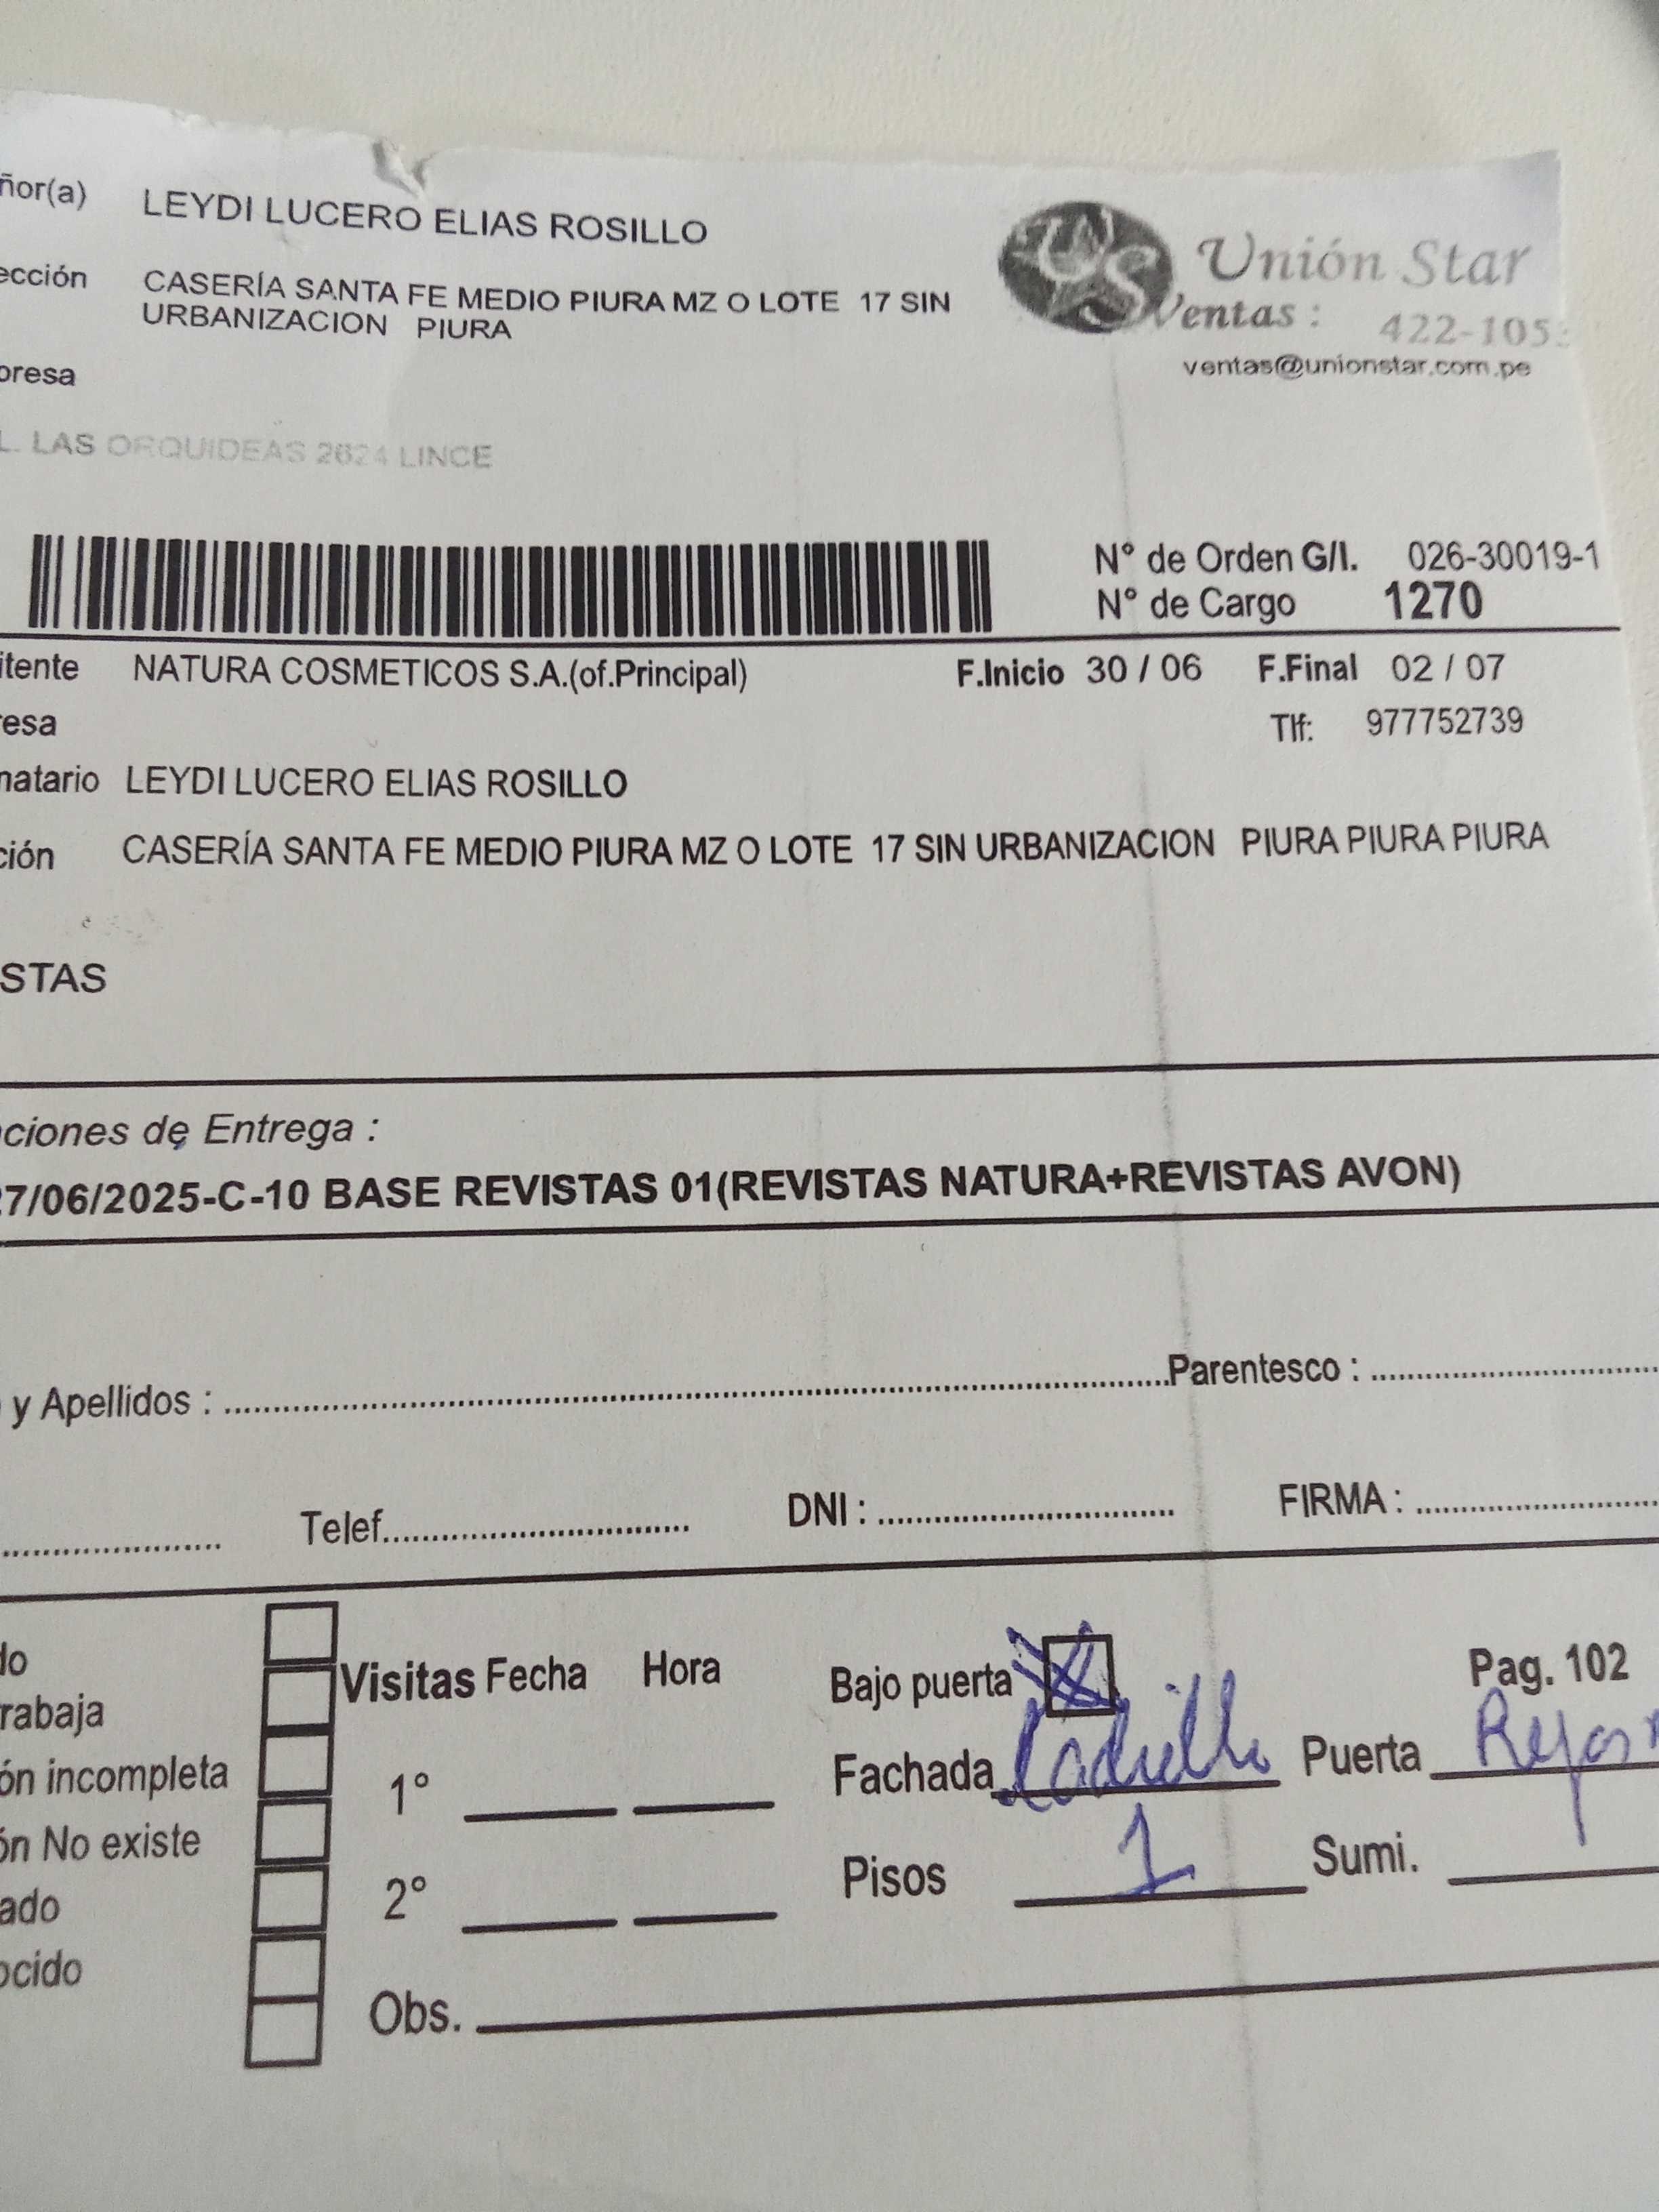 ñor(a) LEYDI LUCERO ELIAS ROSILLO
ección CASERÍA SANTA FE MEDIO PIURA MZ O LOTE 17 SIN
URBANIZACION PIURA
Unión Star
Ventas : 422-105
ventas@unionstar.com.pe
presa
L. LAS ORQUIDEAS 2624 LINCE
N° de Orden G/I. 026-30019-1
N° de Cargo 1270
itente NATURA COSMETICOS S.A.(of.Principal) F.Inicio 30 / 06 F.Final 02 / 07
resa Tlf: 977752739
natario LEYDI LUCERO ELIAS ROSILLO
ción CASERÍA SANTA FE MEDIO PIURA MZ O LOTE 17 SIN URBANIZACION PIURA PIURA PIURA
STAS
ciones de Entrega :
27/06/2025-C-10 BASE REVISTAS 01(REVISTAS NATURA+REVISTAS AVON)
y Apellidos : Parentesco :
Telef. DNI : FIRMA :
do
rabaja
ón incompleta
ón No existe
ado
ocido
Visitas Fecha Hora
1°
2°
Obs.
Bajo puerta Pag. 102
Fachada Ladrillo Puerta Rejas
Pisos 1 Sumi.